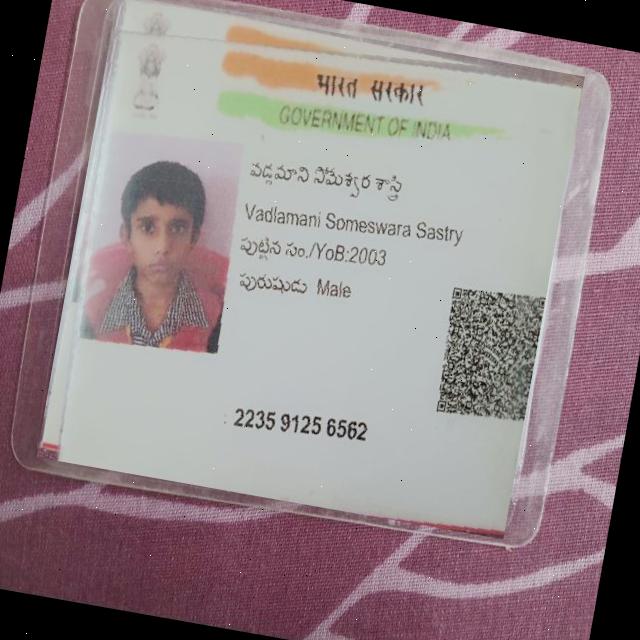 भारत सरकार
GOVERNMENT OF INDIA
వడ్లమాని సోమేశ్వర శాస్త్రి
Vadlamani Someswara Sastry
పుట్టిన సం./YoB:2003
పురుషుడు Male
2235 9125 6562